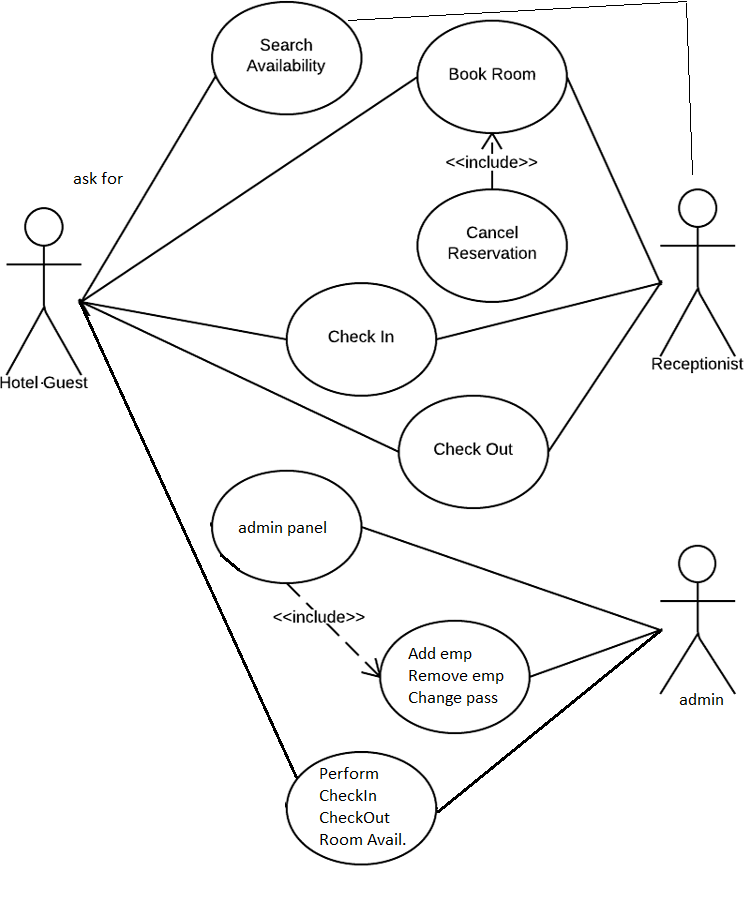 Search
Availability
Book Room
<<include>>
ask for
Cancel
Reservation
Check In
Receptionist
Hotel Guest
Check Out
admin panel
<<include>>
Add emp
Remove emp
Change pass
admin
Perform
CheckIn
CheckOut
Room Avail.